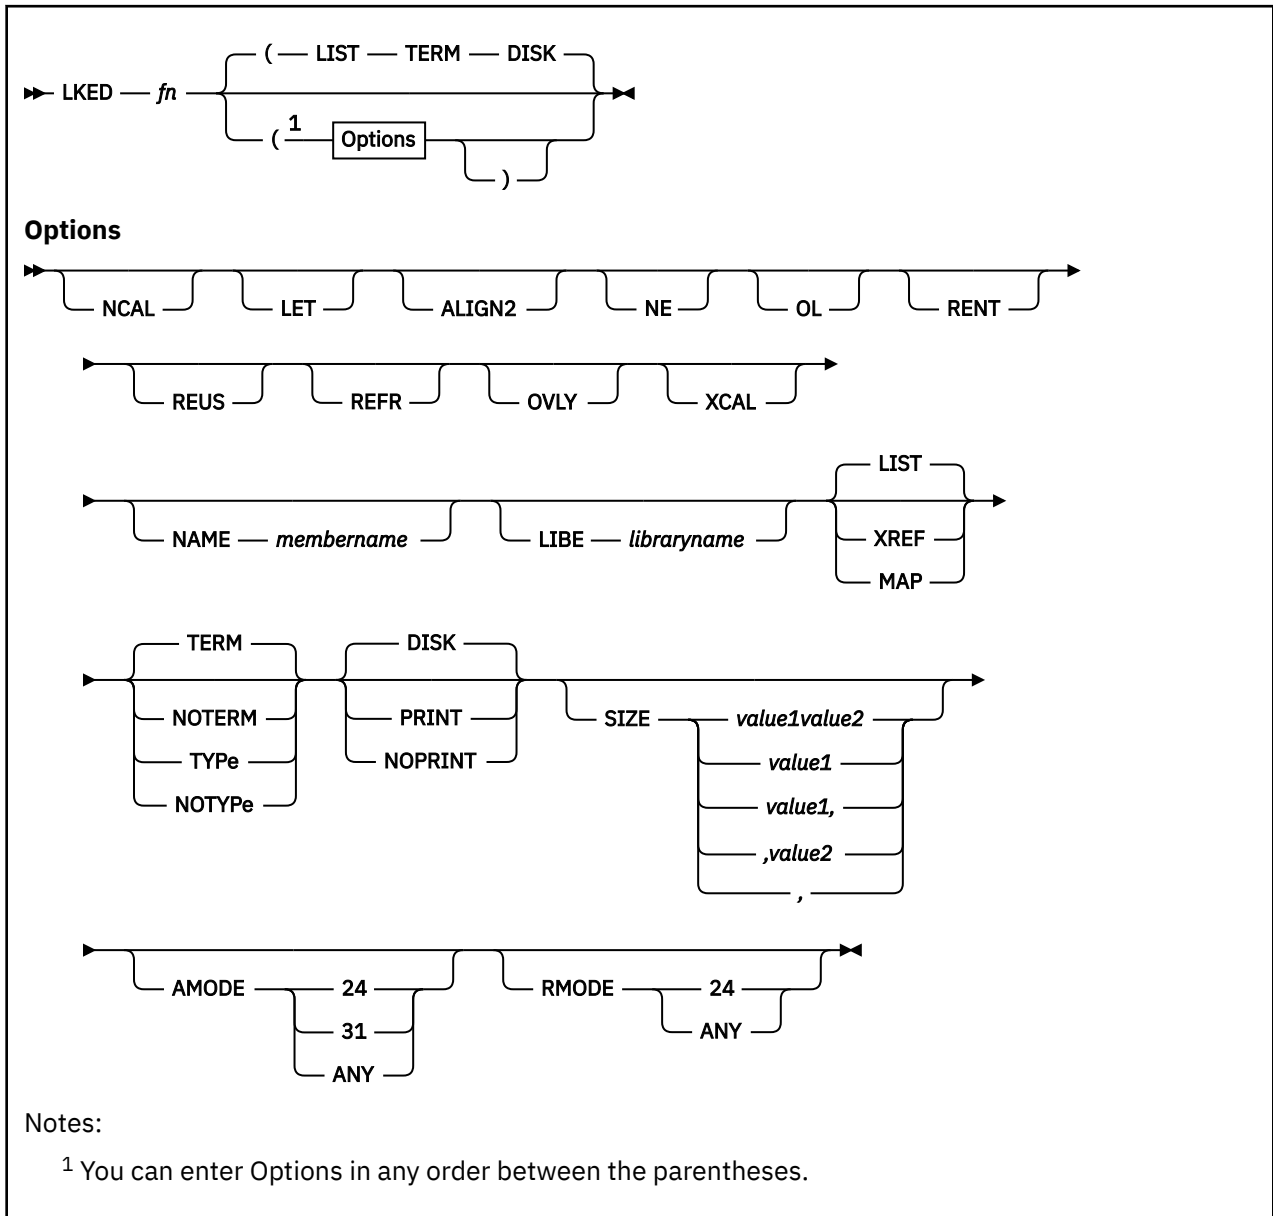 ( LIST TERM DISK
LKED fn
( 1 Options
)
Options
NCAL LET ALIGN2 NE OL RENT
REUS REFR OVLY XCAL
LIST
NAME membername LIBE libraryname XREF
MAP
TERM DISK
NOTERM PRINT SIZE value1value2
TYPe NOPRINT value1
NOTYPe value1,
,value2
,
AMODE 24 RMODE 24
31 ANY
ANY
Notes:
1 You can enter Options in any order between the parentheses.